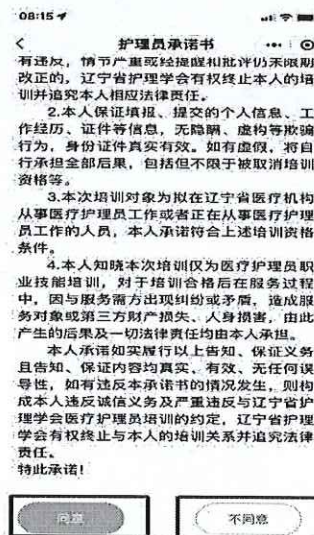 08:15
护理员承诺书
有违反，情节严重或经提醒和批评仍未限期
改正的，辽宁省护理学会有权终止本人的培
训并追究本人相应法律责任。
2.本人保证填报、提交的个人信息、工
作经历、证件等信息，无隐瞒、虚构等欺骗
行为，身份证件真实有效。如有虚假，将自
行承担全部后果，包括但不限于被取消培训
资格等。
3.本次培训对象为拟在辽宁省医疗机构
从事医疗护理员工作或者正在从事医疗护理
员工作的人员，本人承诺符合上述培训资格
条件。
4.本人知晓本次培训仅为医疗护理员职
业技能培训，对于培训合格后在服务过程
中，因与服务需方出现纠纷或矛盾，造成服
务对象或第三方财产损失、人身损害，由此
产生的后果及一切法律责任均由本人承担。
本人承诺如实履行以上告知、保证义务
且告知、保证内容均真实、有效、无任何误
导性，如有违反本承诺书的情况发生，则构
成本人违反诚信义务及严重违反与辽宁省护
理学会医疗护理员培训的约定，辽宁省护理
学会有权终止与本人的培训关系并追究法律
责任。
特此承诺！
同意
不同意